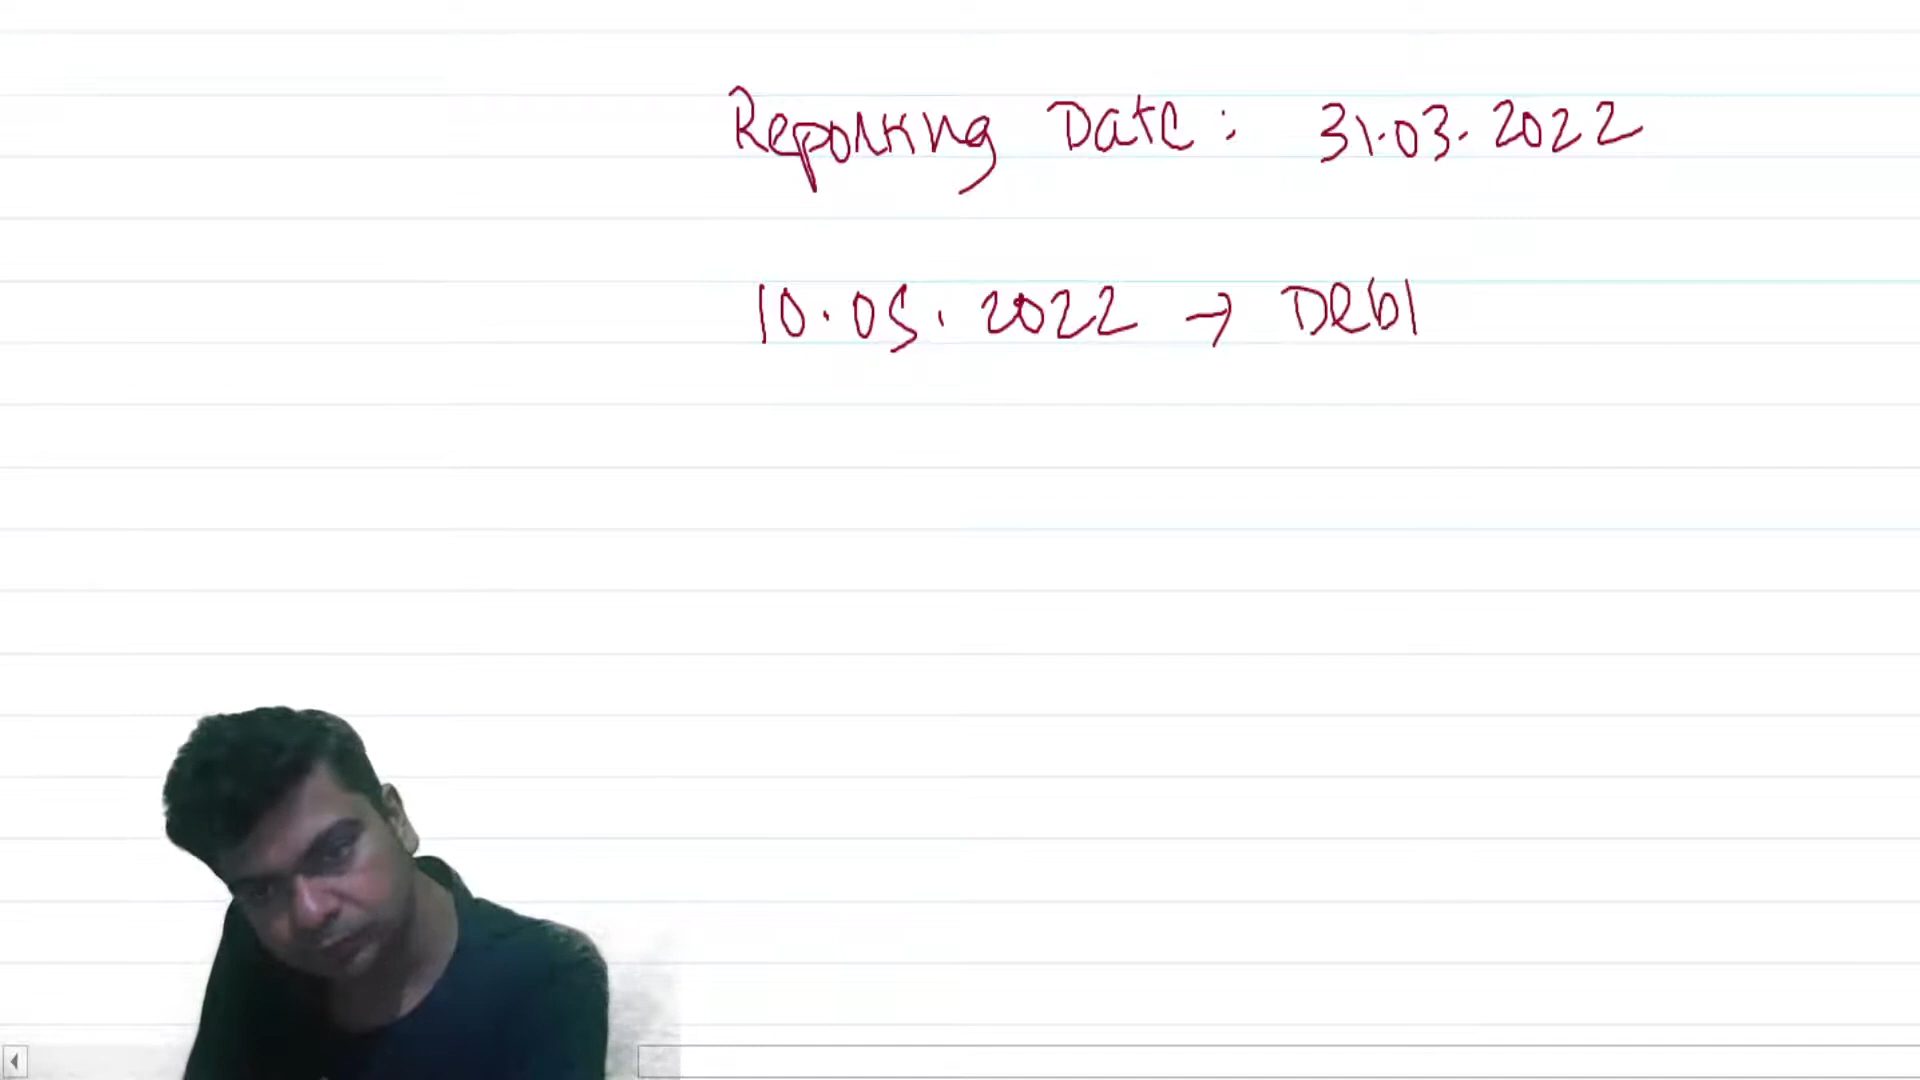 Reporting Date : 31.03.2022
10.05.2022 → Debt